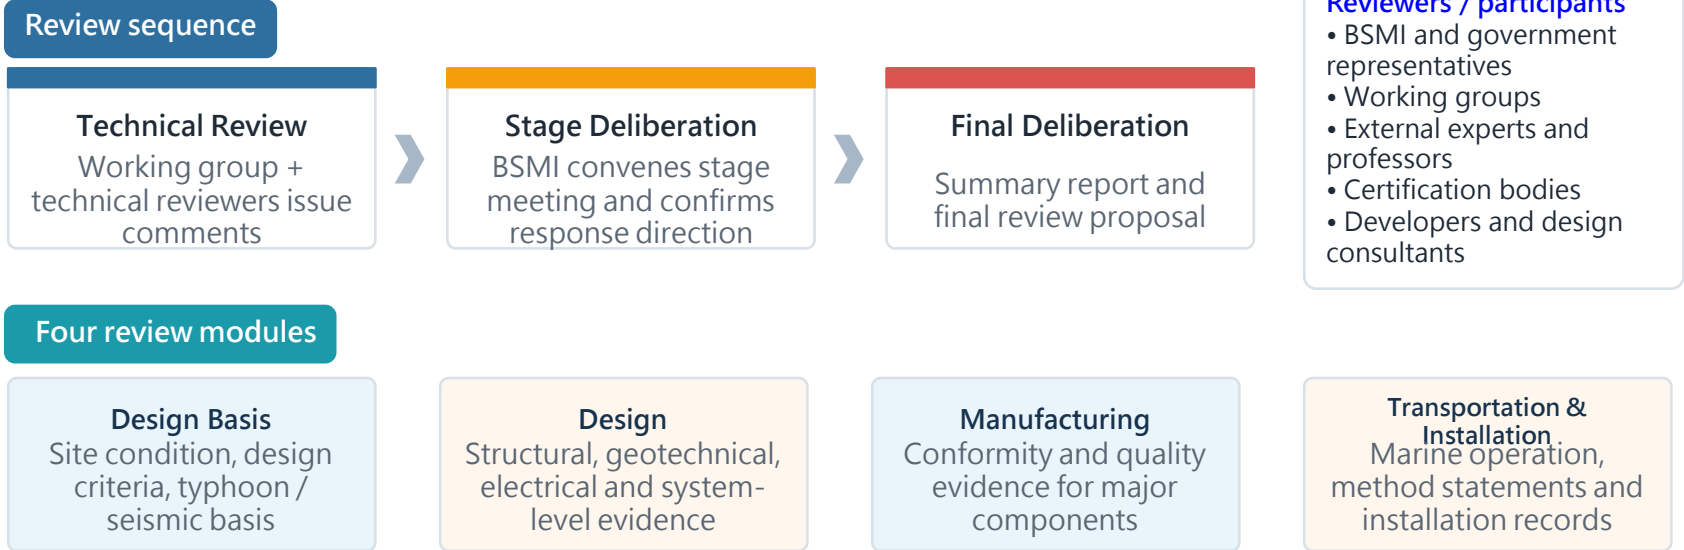 Review sequence
Technical Review
Working group +
technical reviewers issue
comments
Stage Deliberation
BSMI convenes stage
meeting and confirms
response direction
Final Deliberation
Summary report and
final review proposal
Reviewers / participants
• BSMI and government
representatives
• Working groups
• External experts and
professors
• Certification bodies
• Developers and design
consultants
Four review modules
Design Basis
Site condition, design
criteria, typhoon /
seismic basis
Design
Structural, geotechnical,
electrical and system-
level evidence
Manufacturing
Conformity and quality
evidence for major
components
Transportation &
Installation
Marine operation,
method statements and
installation records